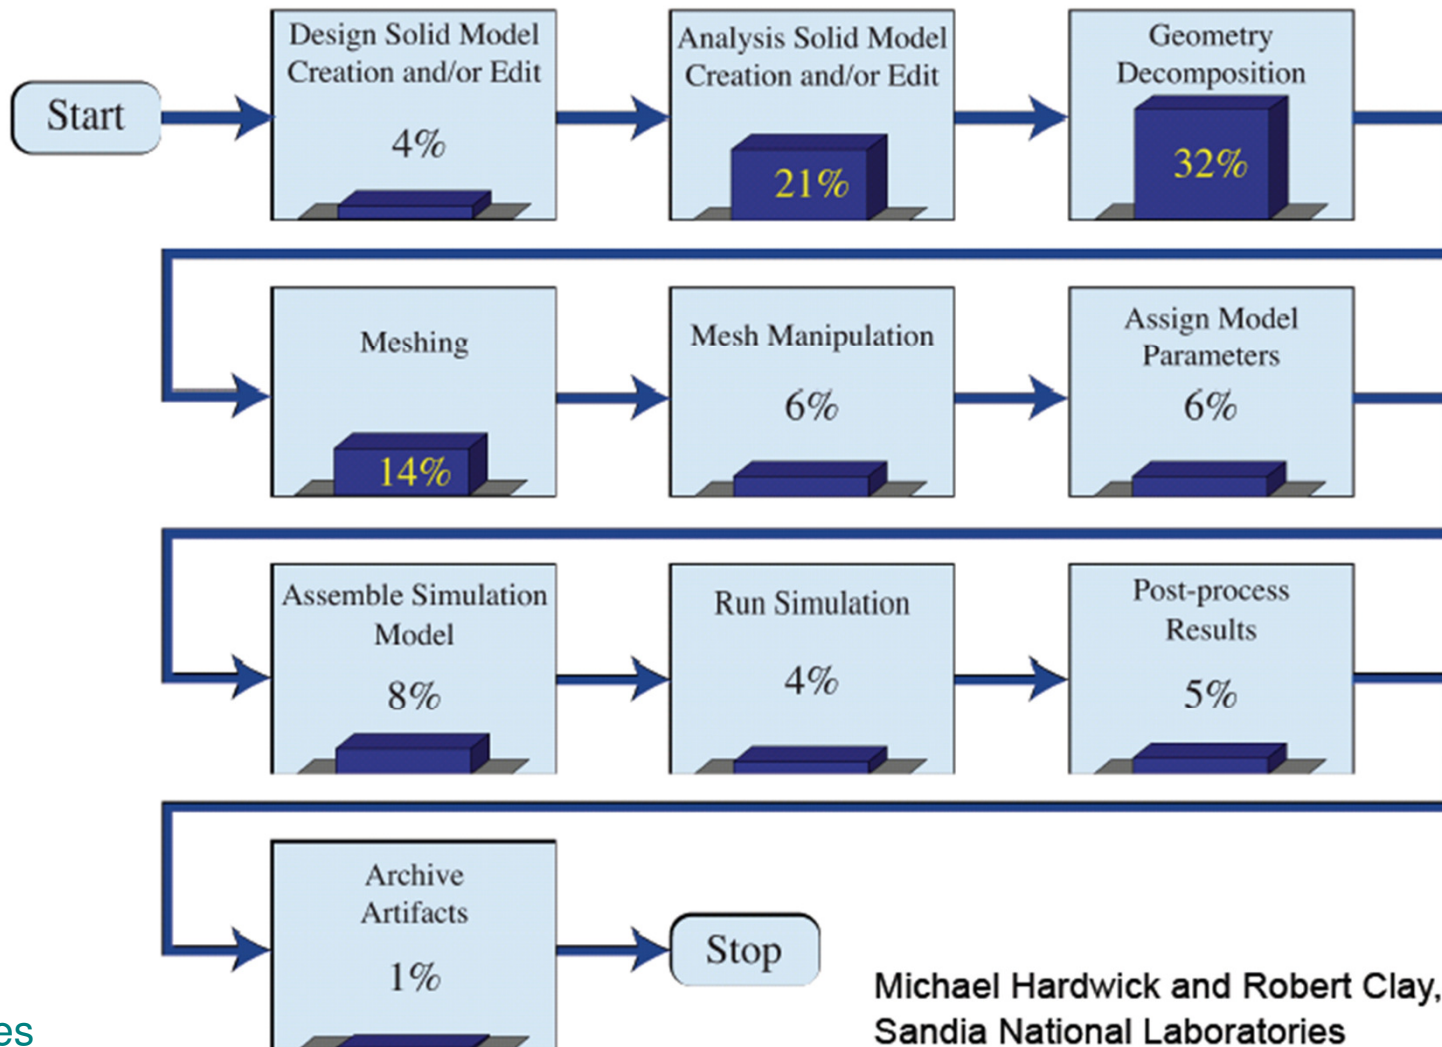 Start
Design Solid Model
Creation and/or Edit
4%
Analysis Solid Model
Creation and/or Edit
21%
Geometry
Decomposition
32%
Meshing
14%
Mesh Manipulation
6%
Assign Model
Parameters
6%
Assemble Simulation
Model
8%
Run Simulation
4%
Post-process
Results
5%
Archive
Artifacts
1%
Stop
Michael Hardwick and Robert Clay,
Sandia National Laboratories
es